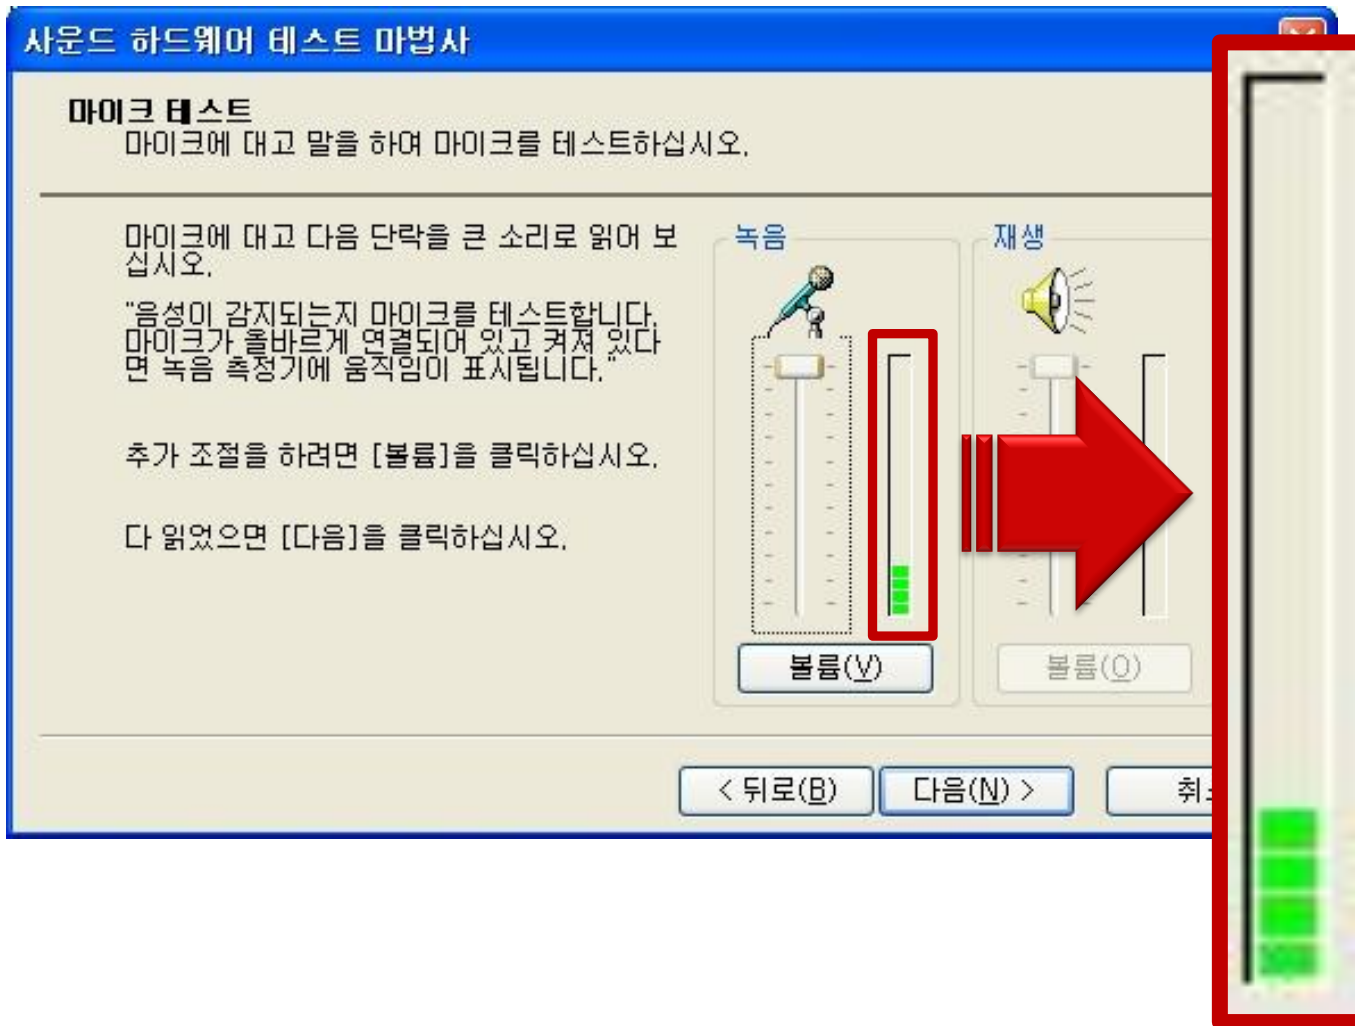 사운드 하드웨어 테스트 마법사
마이크 테스트
마이크에 대고 말을 하여 마이크를 테스트하십시오.
마이크에 대고 다음 단락을 큰 소리로 읽어 보
십시오.
"음성이 감지되는지 마이크를 테스트합니다.
마이크가 올바르게 연결되어 있고 켜져 있다
면 녹음 측정기에 움직임이 표시됩니다."
추가 조절을 하려면 [볼륨]을 클릭하십시오.
다 읽었으면 [다음]을 클릭하십시오.
녹음
재생
볼륨(V)
볼륨(O)
< 뒤로(B)
다음(N) >